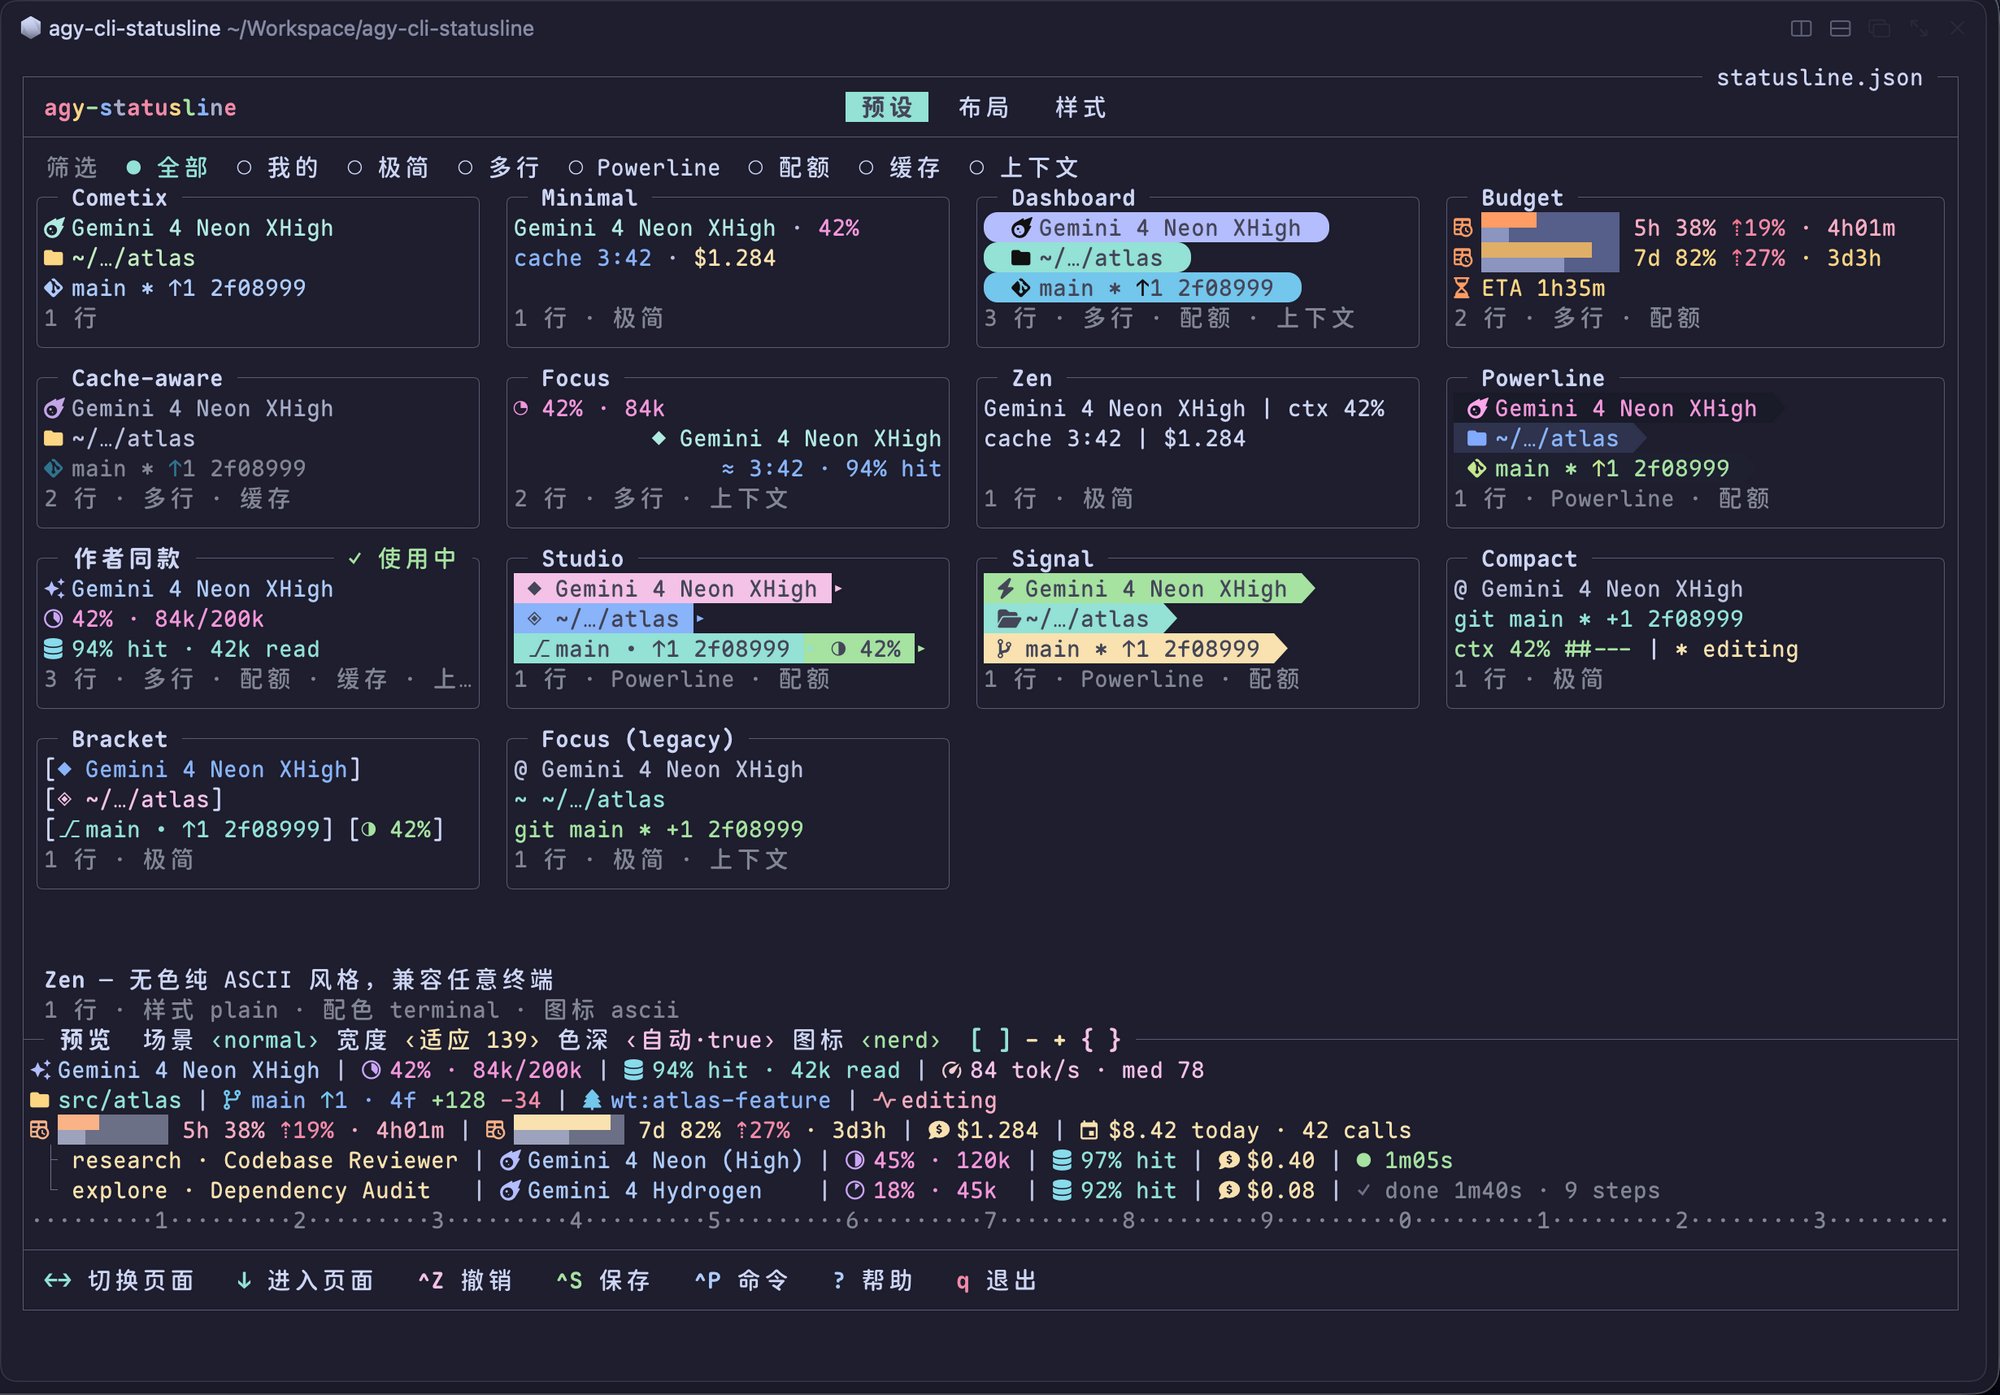 agy-cli-statusline ~/Workspace/agy-cli-statusline
statusline.json
agy-statusline 预设 布局 样式
筛选 ● 全部 ○ 我的 ○ 极简 ○ 多行 ○ Powerline ○ 配额 ○ 缓存 ○ 上下文
Cometix
Gemini 4 Neon XHigh
~/…/atlas
main * ↑1 2f08999
1 行
Minimal
Gemini 4 Neon XHigh · 42%
cache 3:42 · $1.284
1 行 · 极简
Dashboard
Gemini 4 Neon XHigh
~/…/atlas
main * ↑1 2f08999
3 行 · 多行 · 配额 · 上下文
Budget
5h 38% ⇡19% · 4h01m
7d 82% ⇡27% · 3d3h
ETA 1h35m
2 行 · 多行 · 配额
Cache-aware
Gemini 4 Neon XHigh
~/…/atlas
main * ↑1 2f08999
2 行 · 多行 · 缓存
Focus
42% · 84k
◆ Gemini 4 Neon XHigh
≈ 3:42 · 94% hit
2 行 · 多行 · 上下文
Zen
Gemini 4 Neon XHigh | ctx 42%
cache 3:42 | $1.284
1 行 · 极简
Powerline
Gemini 4 Neon XHigh
~/…/atlas
main * ↑1 2f08999
1 行 · Powerline · 配额
作者同款 ✓ 使用中
Gemini 4 Neon XHigh
42% · 84k/200k
94% hit · 42k read
3 行 · 多行 · 配额 · 缓存 · 上…
Studio
◆ Gemini 4 Neon XHigh
◈ ~/…/atlas
⎇ main • ↑1 2f08999 ◑ 42%
1 行 · Powerline · 配额
Signal
Gemini 4 Neon XHigh
~/…/atlas
main * ↑1 2f08999
1 行 · Powerline · 配额
Compact
@ Gemini 4 Neon XHigh
git main * +1 2f08999
ctx 42% ##--- | * editing
1 行 · 极简
Bracket
[◆ Gemini 4 Neon XHigh]
[◈ ~/…/atlas]
[⎇ main • ↑1 2f08999] [◑ 42%]
1 行 · 极简
Focus (legacy)
@ Gemini 4 Neon XHigh
~ ~/…/atlas
git main * +1 2f08999
1 行 · 极简 · 上下文
Zen — 无色纯 ASCII 风格，兼容任意终端
1 行 · 样式 plain · 配色 terminal · 图标 ascii
预览 场景 ‹normal› 宽度 ‹适应 139› 色深 ‹自动·true› 图标 ‹nerd› [ ] - + { }
Gemini 4 Neon XHigh | 42% · 84k/200k | 94% hit · 42k read | 84 tok/s · med 78
src/atlas | main ↑1 · 4f +128 -34 | wt:atlas-feature | editing
5h 38% ⇡19% · 4h01m | 7d 82% ⇡27% · 3d3h | $1.284 | $8.42 today · 42 calls
├ research · Codebase Reviewer | Gemini 4 Neon (High) | 45% · 120k | 97% hit | $0.40 | ● 1m05s
└ explore · Dependency Audit | Gemini 4 Hydrogen | 18% · 45k | 92% hit | $0.08 | ✓ done 1m40s · 9 steps
·········1·········2·········3·········4·········5·········6·········7·········8·········9·········0·········1·········2·········3·········
←→ 切换页面 ↓ 进入页面 ^Z 撤销 ^S 保存 ^P 命令 ? 帮助 q 退出